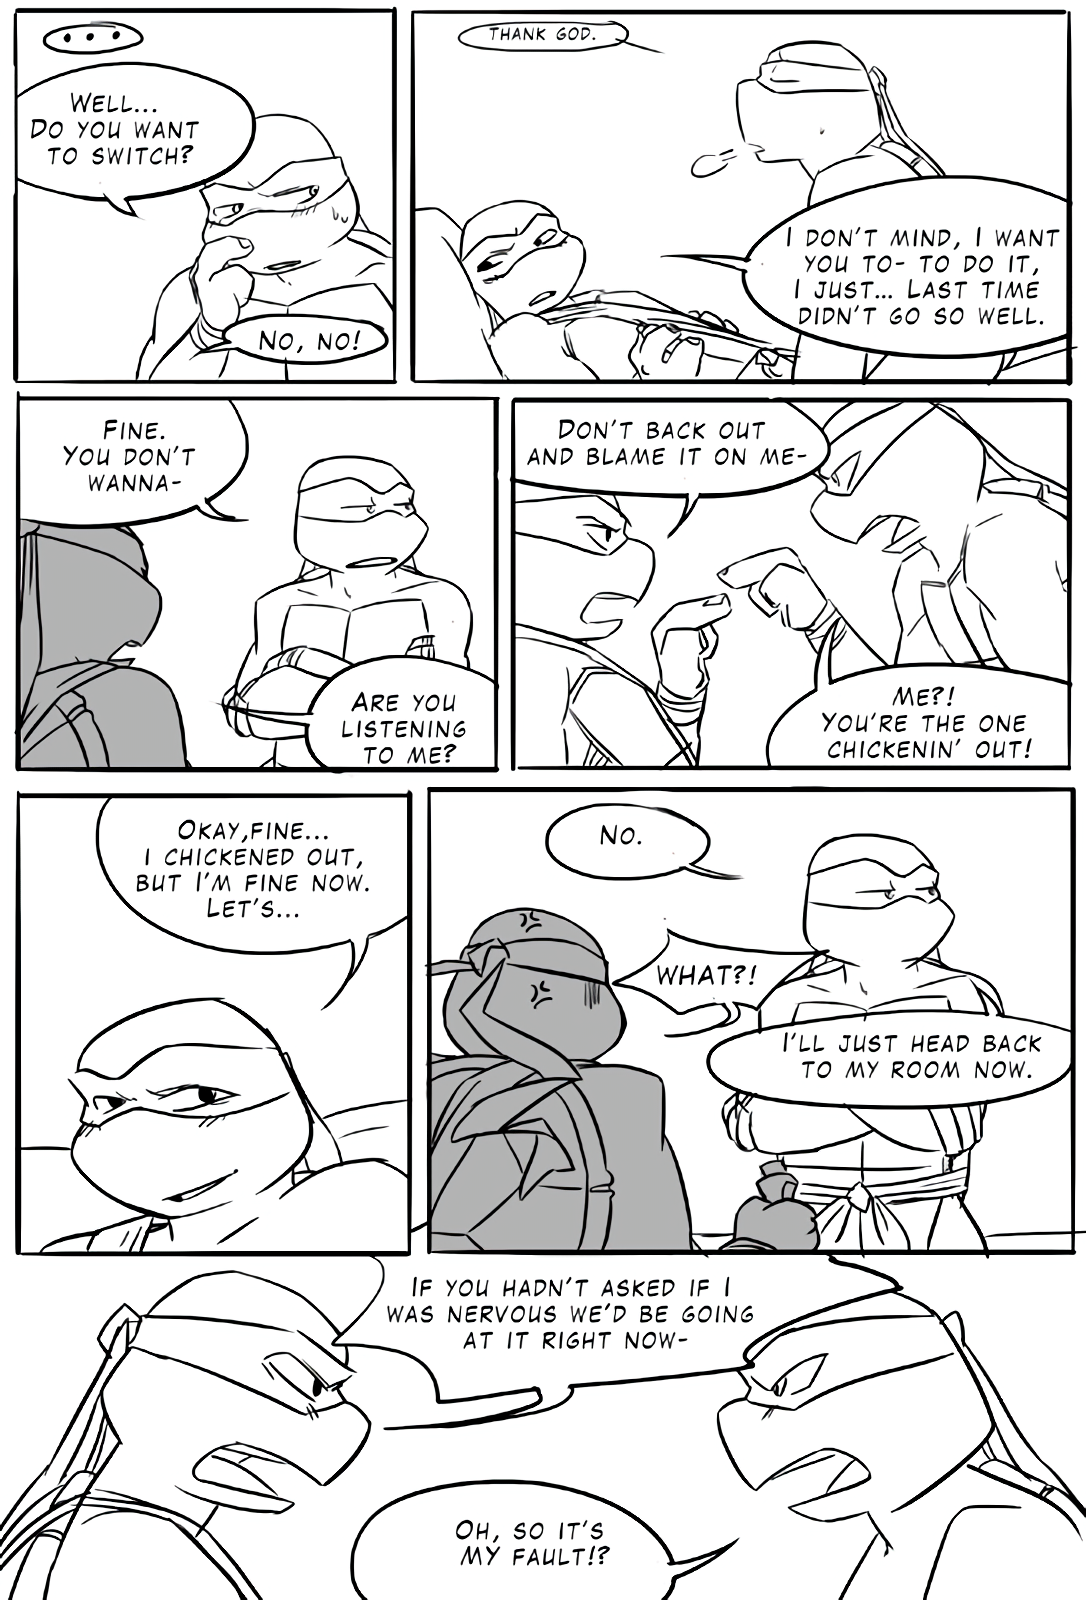 ...
WELL...
DO YOU WANT
TO SWITCH?
NO, NO!
THANK GOD.
I DON'T MIND, I WANT
YOU TO- TO DO IT,
I JUST... LAST TIME
DIDN'T GO SO WELL.
FINE.
YOU DON'T
WANNA-
ARE YOU
LISTENING
TO ME?
DON'T BACK OUT
AND BLAME IT ON ME-
ME?!
YOU'RE THE ONE
CHICKENIN' OUT!
OKAY,FINE...
I CHICKENED OUT,
BUT I'M FINE NOW.
LET'S...
NO.
WHAT?!
I'LL JUST HEAD BACK
TO MY ROOM NOW.
IF YOU HADN'T ASKED IF I
WAS NERVOUS WE'D BE GOING
AT IT RIGHT NOW-
OH, SO IT'S
MY FAULT!?